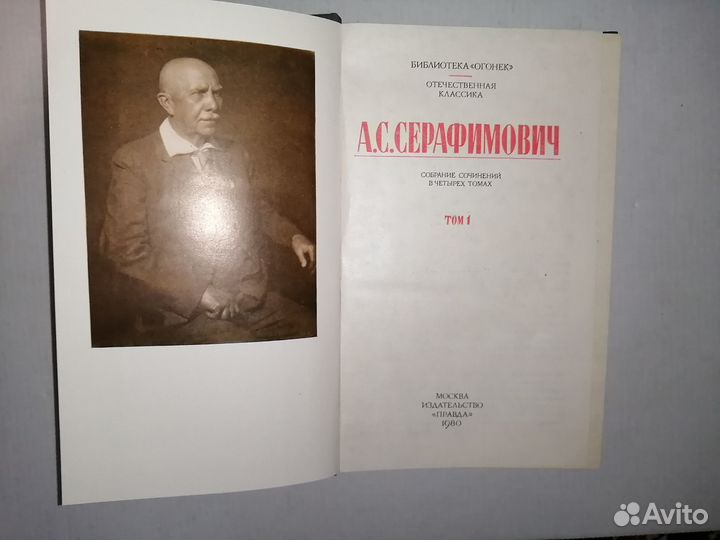 БИБЛИОТЕКА «ОГОНЕК»
ОТЕЧЕСТВЕННАЯ
КЛАССИКА
А.С.СЕРАФИМОВИЧ
СОБРАНИЕ СОЧИНЕНИЙ
В ЧЕТЫРЕХ ТОМАХ
ТОМ 1
МОСКВА
ИЗДАТЕЛЬСТВО
«ПРАВДА»
1980
Avito